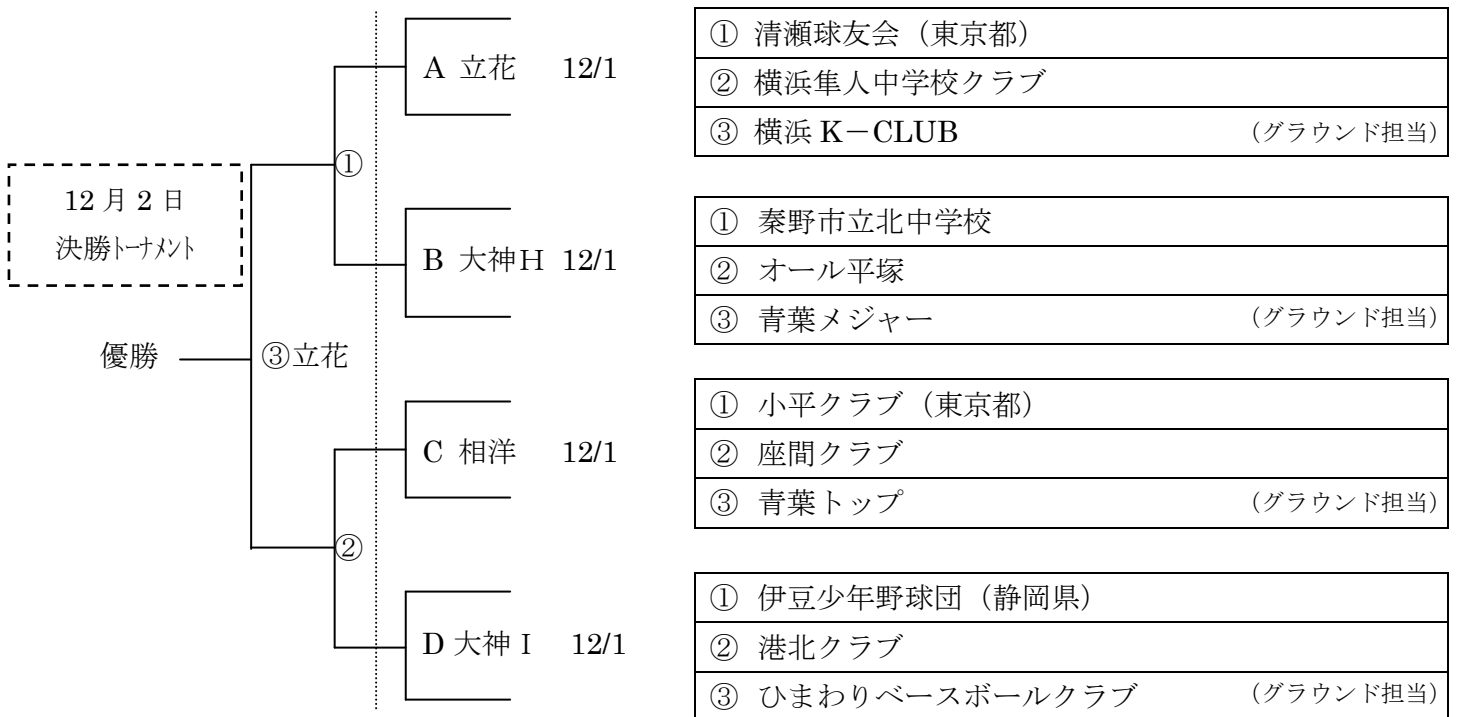 A 立花 12/1
①
12 月 2 日
決勝トーナメント
B 大神H 12/1
優勝
③立花
C 相洋 12/1
②
D 大神 I 12/1
① 清瀬球友会（東京都）
② 横浜隼人中学校クラブ
③ 横浜 K－CLUB （グラウンド担当）
① 秦野市立北中学校
② オール平塚
③ 青葉メジャー （グラウンド担当）
① 小平クラブ（東京都）
② 座間クラブ
③ 青葉トップ （グラウンド担当）
① 伊豆少年野球団（静岡県）
② 港北クラブ
③ ひまわりベースボールクラブ （グラウンド担当）